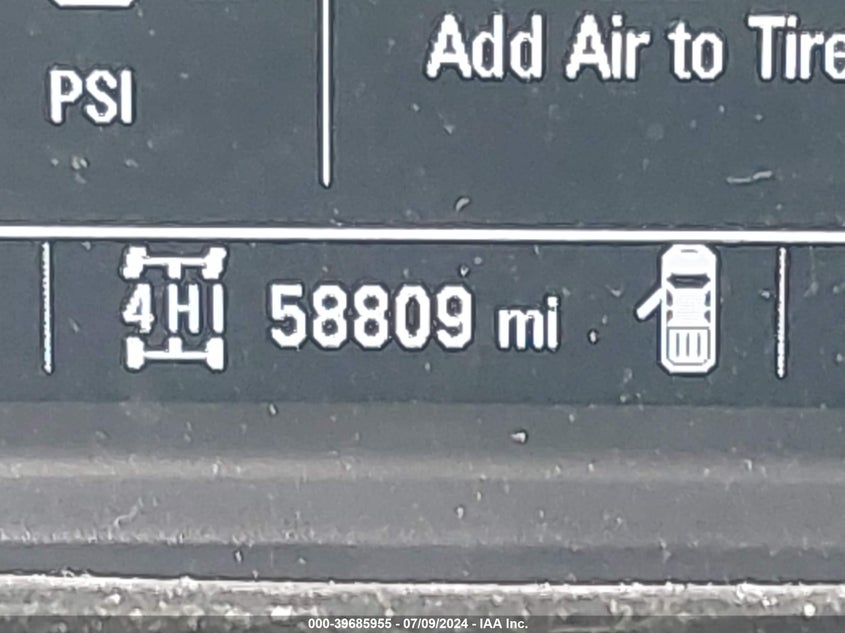 Add Air to Tire
PSI
4HI 58809 mi
000-39685955 - 07/09/2024 - IAA Inc.